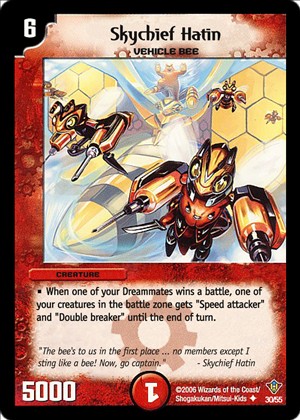 6
Skychief Hatin
VEHICLE BEE
CREATURE
▪ When one of your Dreammates wins a battle, one of
your creatures in the battle zone gets "Speed attacker"
and "Double breaker" until the end of turn.
"The bee's to us in the first place ... no members except I
sting like a bee! Now, go captain." - Skychief Hatin
5000
1
©2006 Wizards of the Coast/
Shogakukan/Mitsui-Kids ✦ 30/55